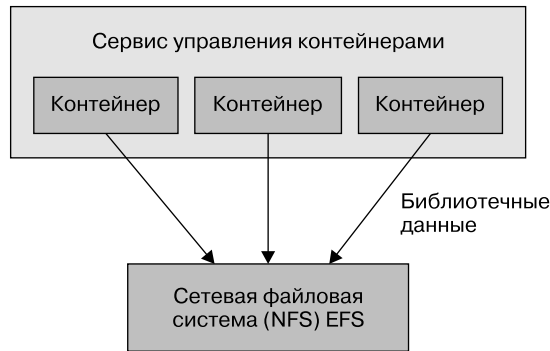 Сервис управления контейнерами
Контейнер
Контейнер
Контейнер
Библиотечные
данные
Сетевая файловая
система (NFS) EFS